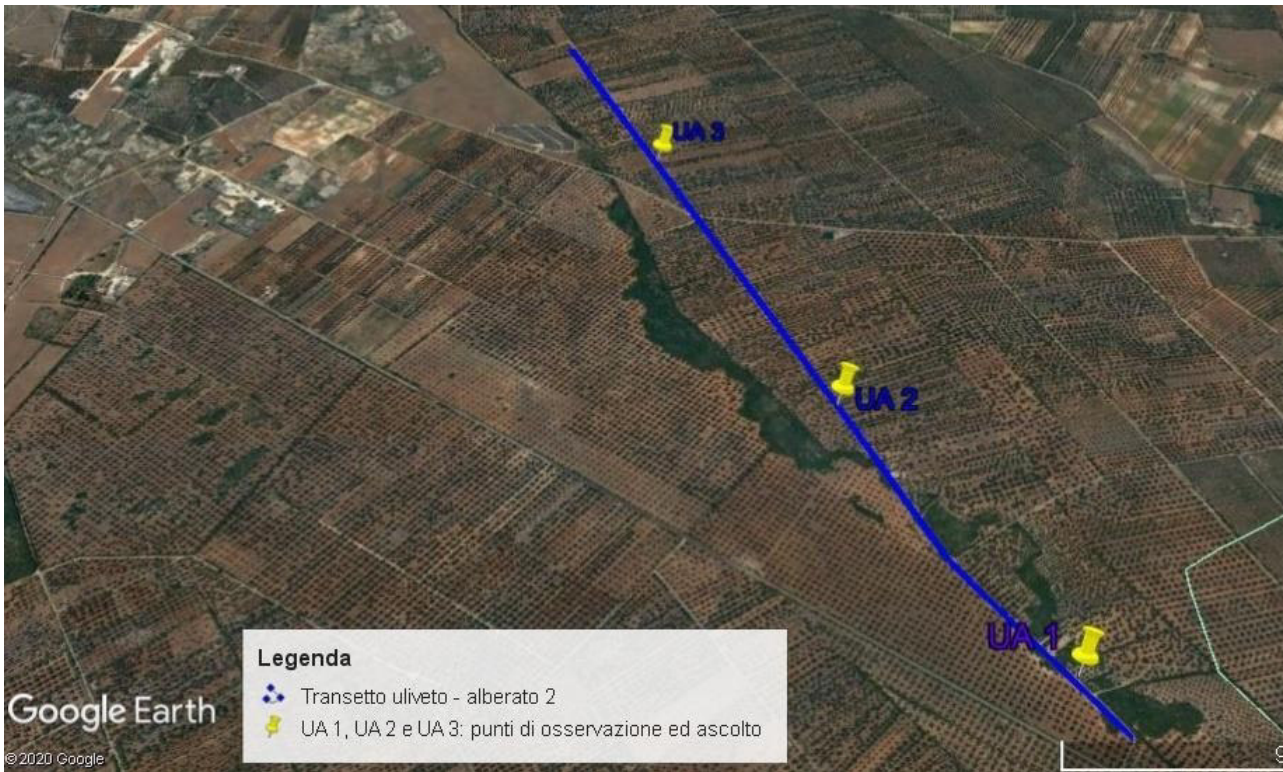 UA 3
UA 2
UA 1
Legenda
Transetto uliveto - alberato 2
UA 1, UA 2 e UA 3: punti di osservazione ed ascolto
Google Earth
©2020 Google